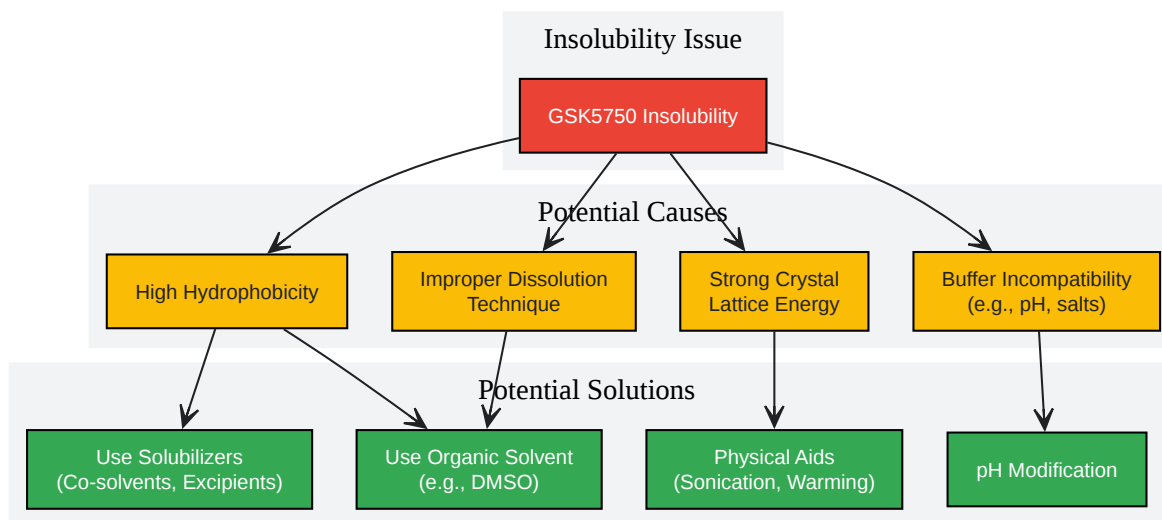 Insolubility Issue
GSK5750 Insolubility
Potential Causes
High Hydrophobicity
Improper Dissolution
Technique
Strong Crystal
Lattice Energy
Buffer Incompatibility
(e.g., pH, salts)
Potential Solutions
Use Solubilizers
(Co-solvents, Excipients)
Use Organic Solvent
(e.g., DMSO)
Physical Aids
(Sonication, Warming)
pH Modification